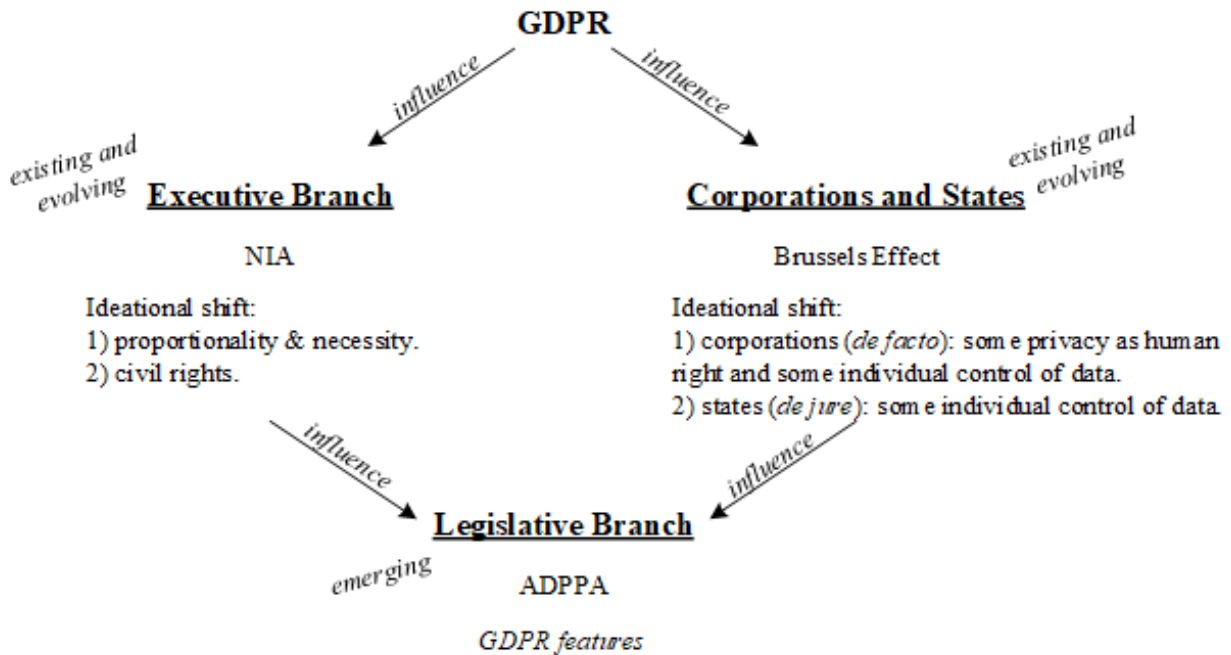 GDPR
influence
influence
existing and
evolving
existing and
evolving
Executive Branch
Corporations and States
NIA
Brussels Effect
Ideational shift:
1) proportionality & necessity.
2) civil rights.
Ideational shift:
1) corporations (de facto): some privacy as human
right and some individual control of data.
2) states (de jure): some individual control of data.
influence
influence
Legislative Branch
emerging
ADPPA
GDPR features